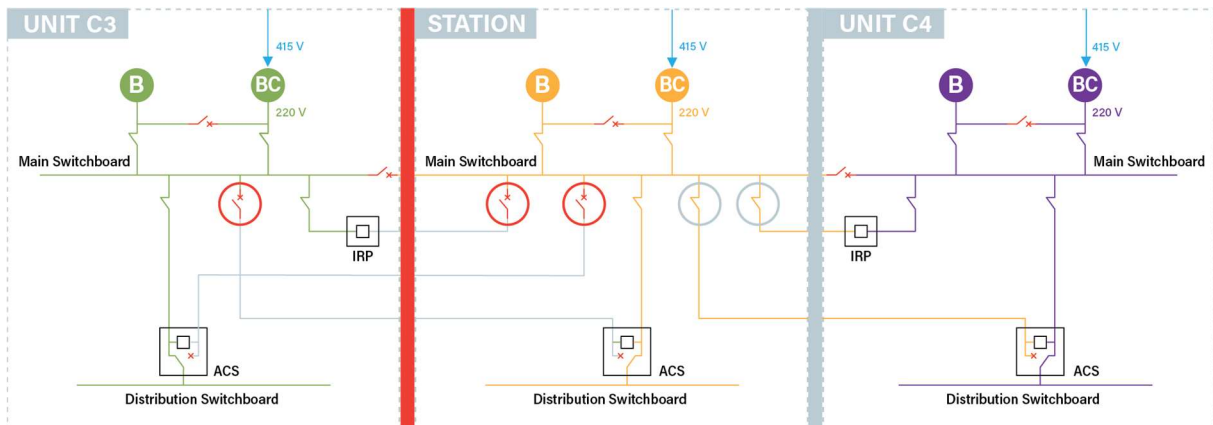 UNIT C3
STATION
UNIT C4
415 V
415 V
415 V
B
BC
B
BC
B
BC
220 V
220 V
220 V
Main Switchboard
Main Switchboard
Main Switchboard
IRP
IRP
ACS
ACS
ACS
Distribution Switchboard
Distribution Switchboard
Distribution Switchboard